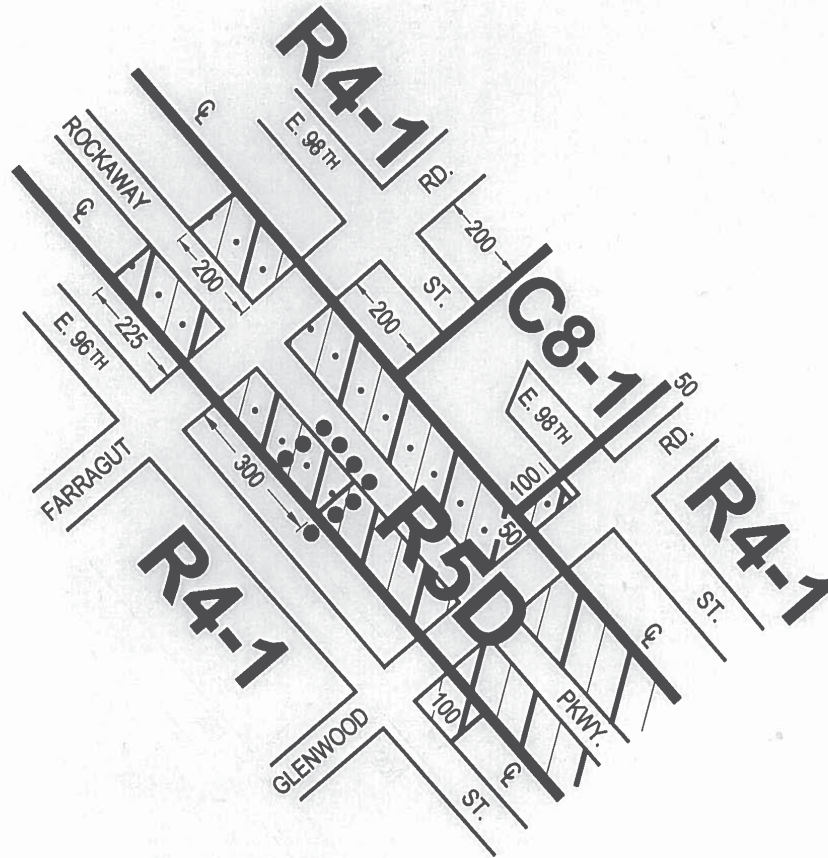 R4-1
℄
ROCKAWAY
E. 98TH
RD.
℄
200
200
ST.
C8-1
200
225
E. 96TH
50
E. 98TH
RD.
300
100
R4-1
FARRAGUT
R5D
50
R4-1
ST.
℄
100
PKWY.
GLENWOOD
℄
ST.